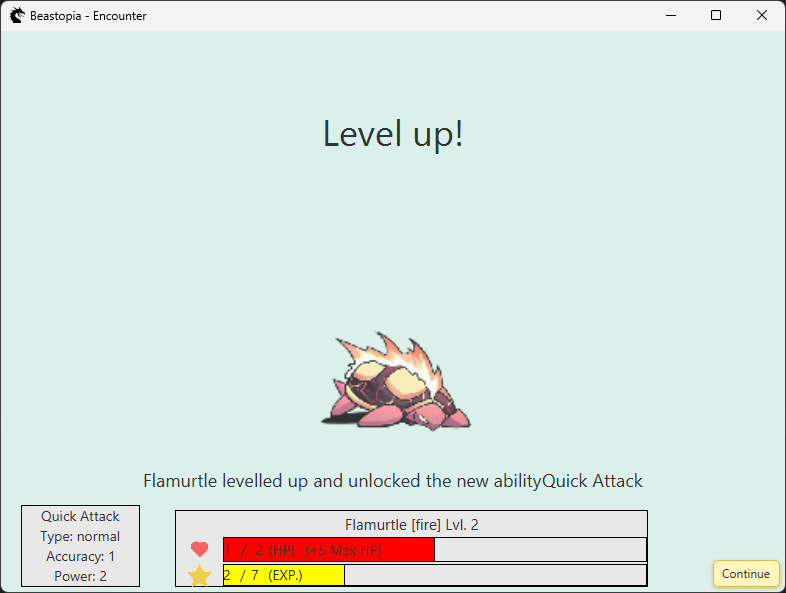 Beastopia - Encounter
Level up!
Flamurtle levelled up and unlocked the new abilityQuick Attack
Quick Attack
Type: normal
Accuracy: 1
Power: 2
Flamurtle [fire] Lvl. 2
1 / 2 (HP) (+5 Max HP)
2 / 7 (EXP.)
Continue